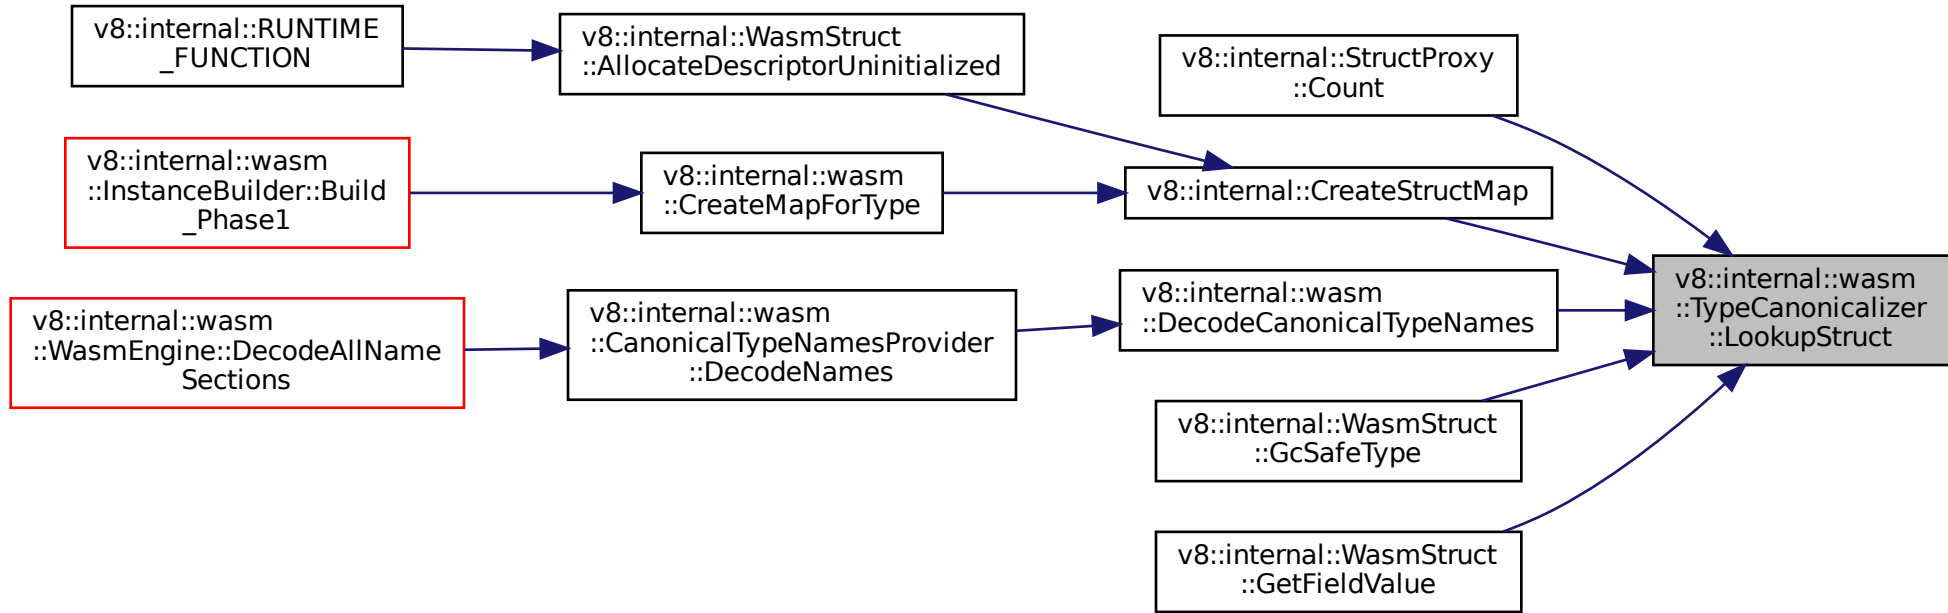 v8::internal::RUNTIME
_FUNCTION
v8::internal::WasmStruct
::AllocateDescriptorUninitialized
v8::internal::StructProxy
::Count
v8::internal::wasm
::InstanceBuilder::Build
_Phase1
v8::internal::wasm
::CreateMapForType
v8::internal::CreateStructMap
v8::internal::wasm
::TypeCanonicalizer
::LookupStruct
v8::internal::wasm
::WasmEngine::DecodeAllName
Sections
v8::internal::wasm
::CanonicalTypeNamesProvider
::DecodeNames
v8::internal::wasm
::DecodeCanonicalTypeNames
v8::internal::WasmStruct
::GcSafeType
v8::internal::WasmStruct
::GetFieldValue